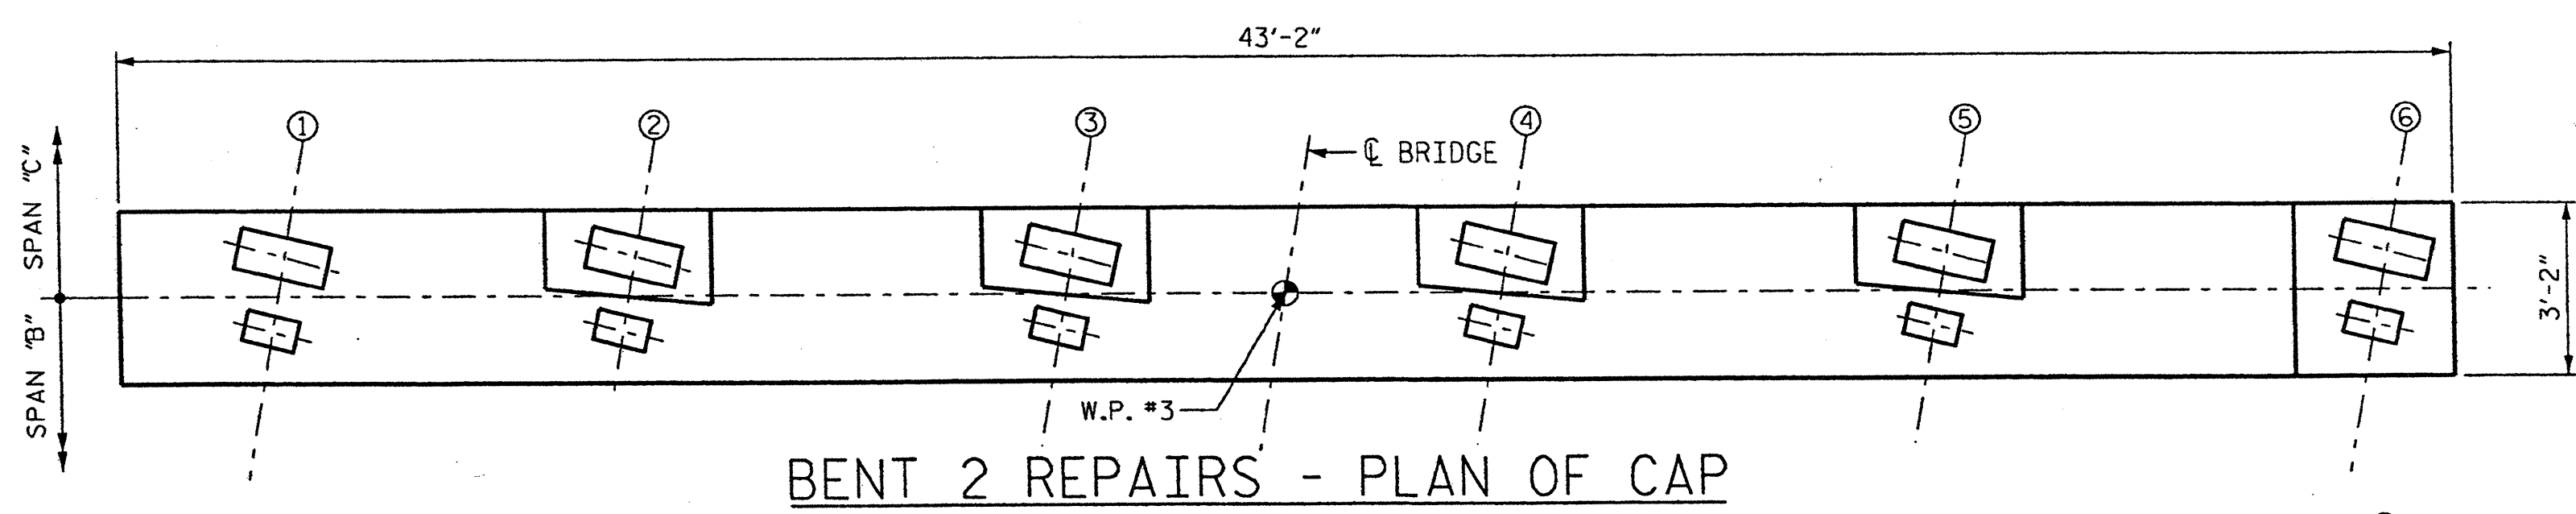 43'-2"
1 2 3 4 5 6
℄ BRIDGE
SPAN "C"
SPAN "B"
3'-2"
W.P. #3
BENT 2 REPAIRS - PLAN OF CAP